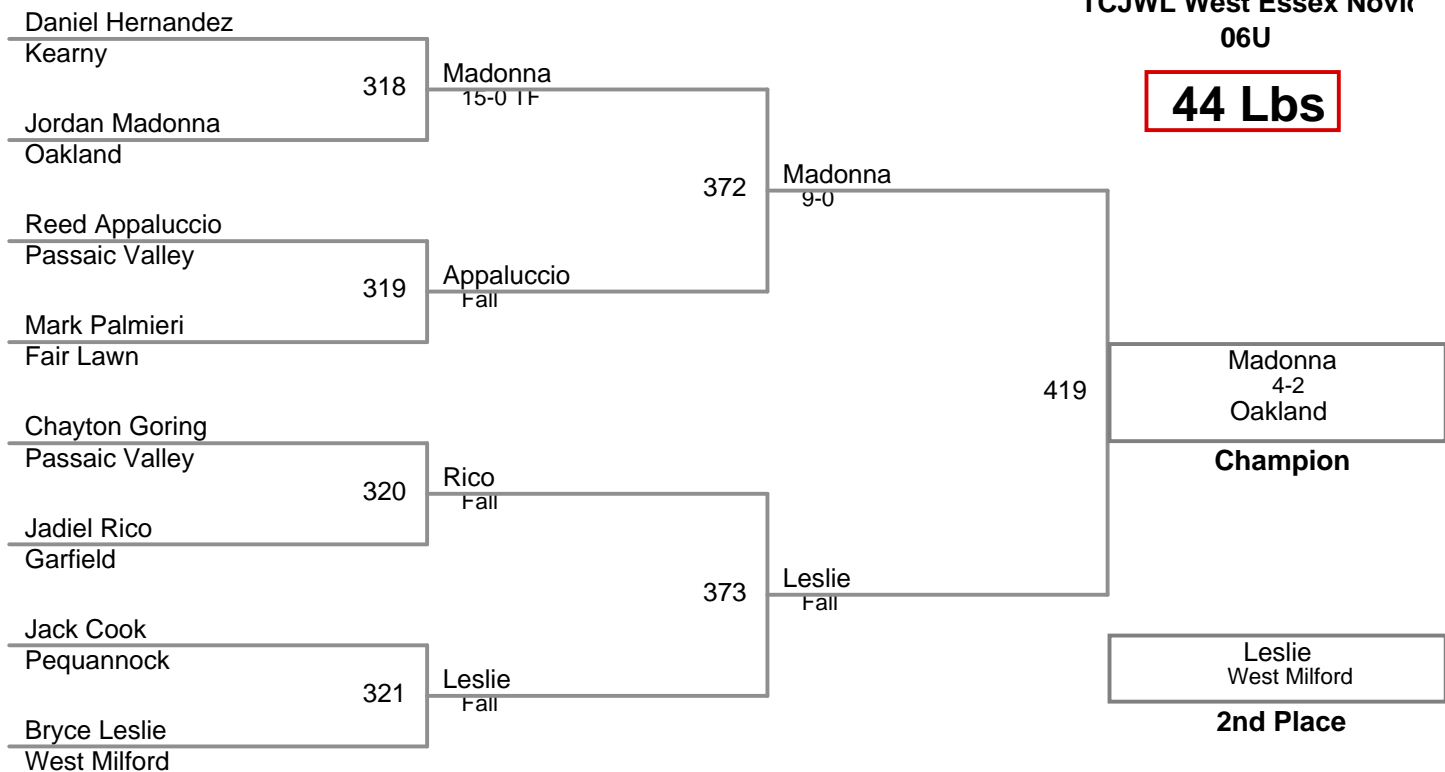 TCJWL West Essex
06U
44 Lbs
Daniel Hernandez
Kearny
318
Jordan Madonna
Oakland
Madonna
15-0 TF
Reed Appaluccio
Passaic Valley
319
Mark Palmieri
Fair Lawn
Appaluccio
Fall
372
Madonna
9-0
Chayton Goring
Passaic Valley
320
Jadiel Rico
Garfield
Rico
Fall
Jack Cook
Pequannock
321
Bryce Leslie
West Milford
Leslie
Fall
373
Leslie
Fall
419
Madonna
4-2
Oakland
Champion
Leslie
West Milford
2nd Place